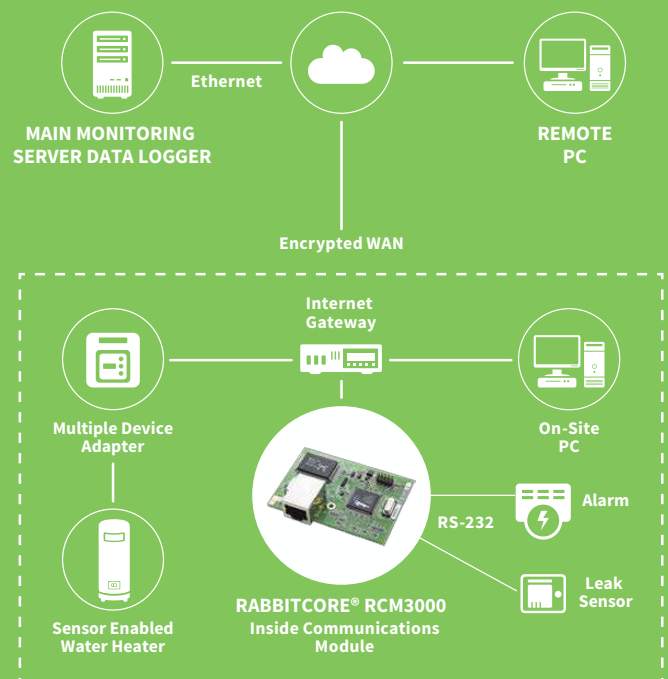 Ethernet
MAIN MONITORING
SERVER DATA LOGGER
REMOTE
PC
Encrypted WAN
Internet
Gateway
Multiple Device
Adapter
On-Site
PC
RS-232
Alarm
Leak
Sensor
RABBITCORE® RCM3000
Inside Communications
Module
Sensor Enabled
Water Heater